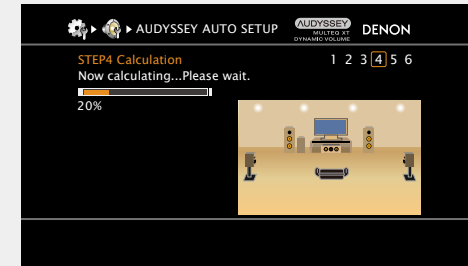 AUDYSSEY AUTO SETUP
AUDYSSEY
MULTEQ XT
DYNAMIC VOLUME
DENON
STEP4 Calculation
1 2 3 4 5 6
Now calculating...Please wait.
20%